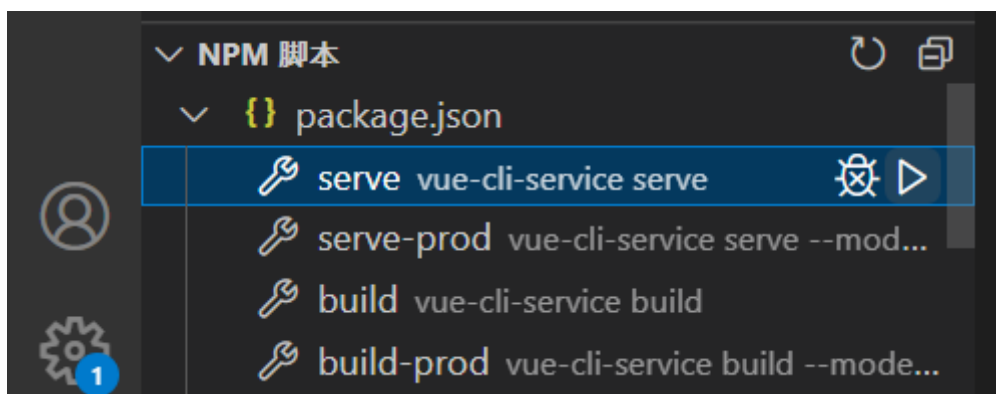 NPM 脚本
{} package.json
serve vue-cli-service serve
serve-prod vue-cli-service serve --mod...
build vue-cli-service build
build-prod vue-cli-service build --mode...
1